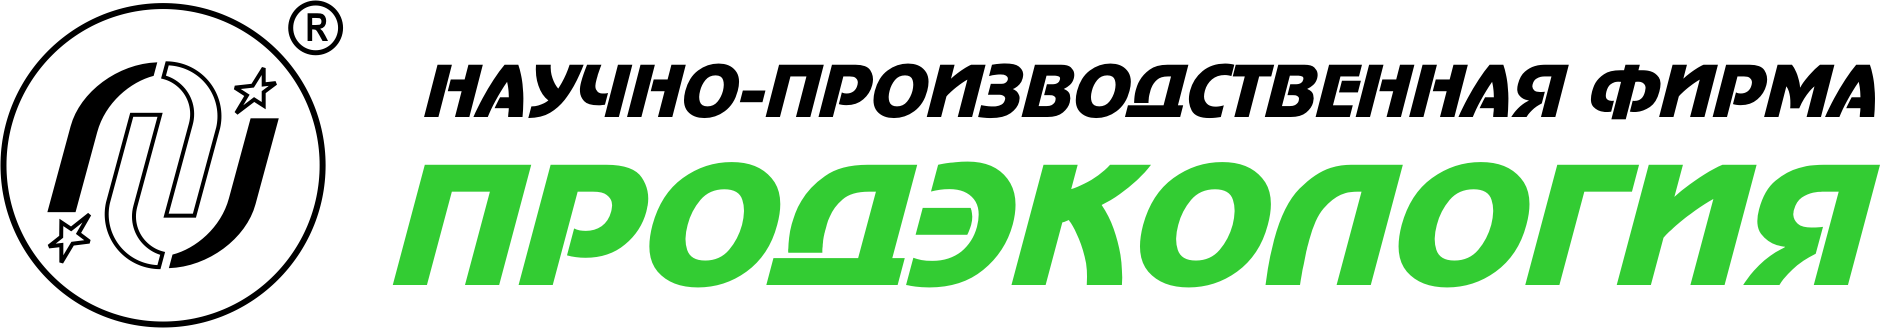 ®
НАУЧНО-ПРОИЗВОДСТВЕННАЯ ФИРМА
ПРОДЭКОЛОГИЯ